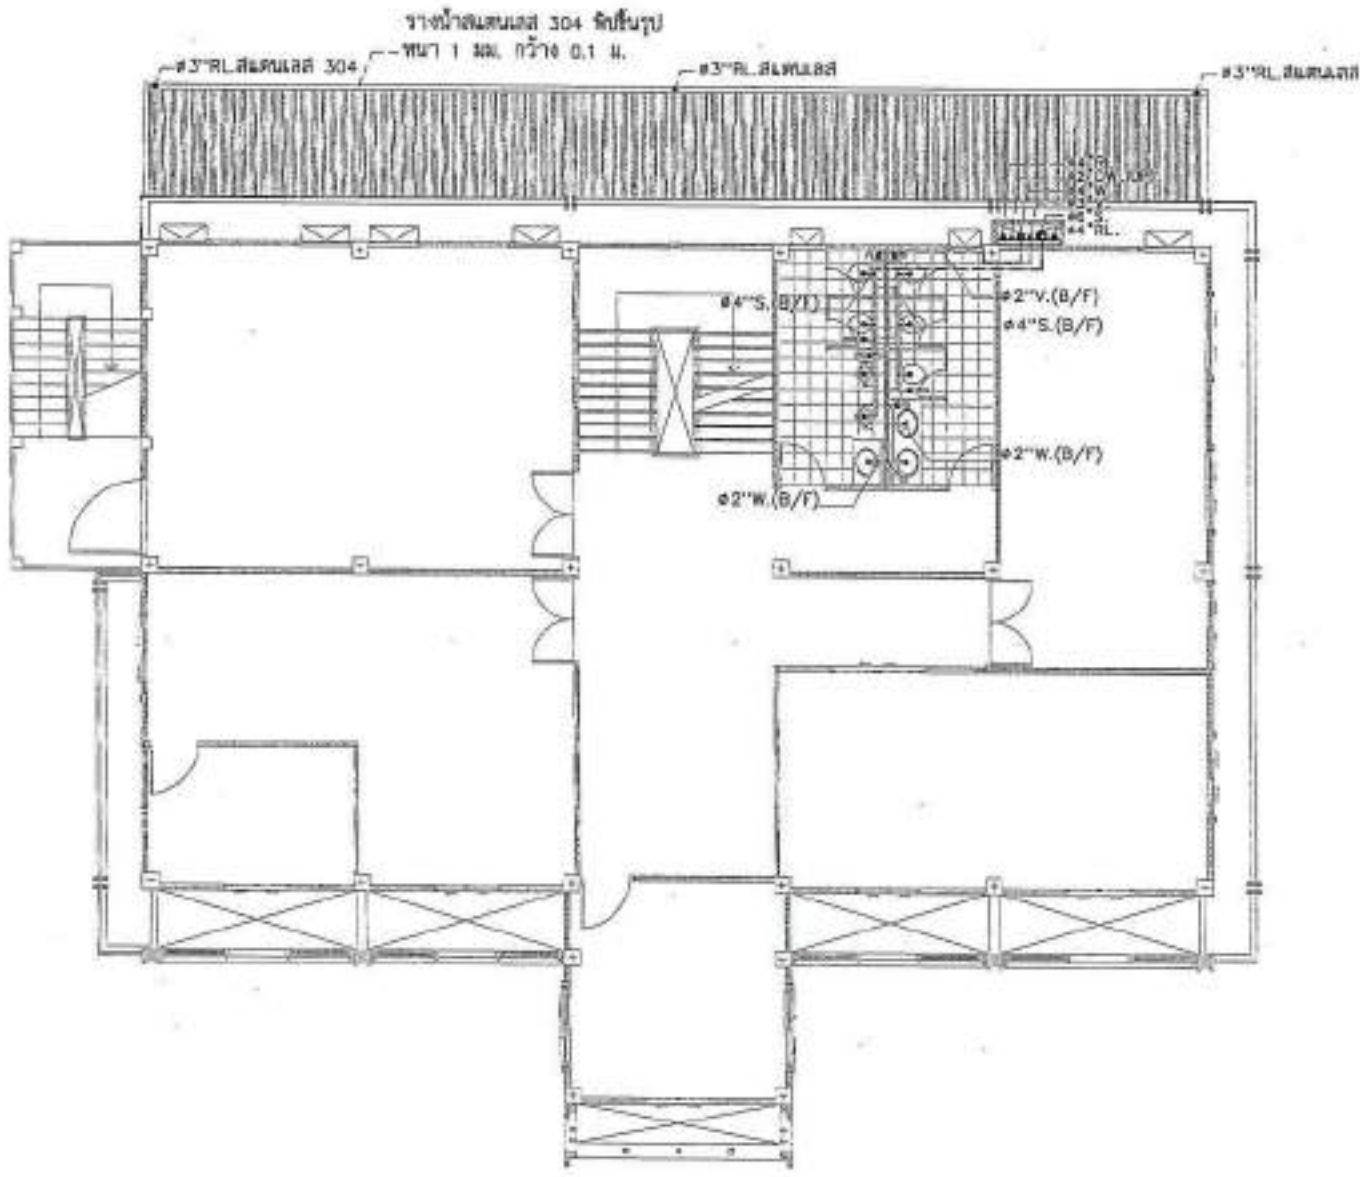 รางน้ำสแตนเลส 304 พับขึ้นรูป
หนา 1 มม. กว้าง 0.1 ม.
ø3"RL.สแตนเลส 304
ø3"RL.สแตนเลส
ø3"RL.สแตนเลส
ø4"RL.
ø4"S.(B/F)
ø2"V.(B/F)
ø4"S.(B/F)
ø2"W.(B/F)
ø2"W.(B/F)